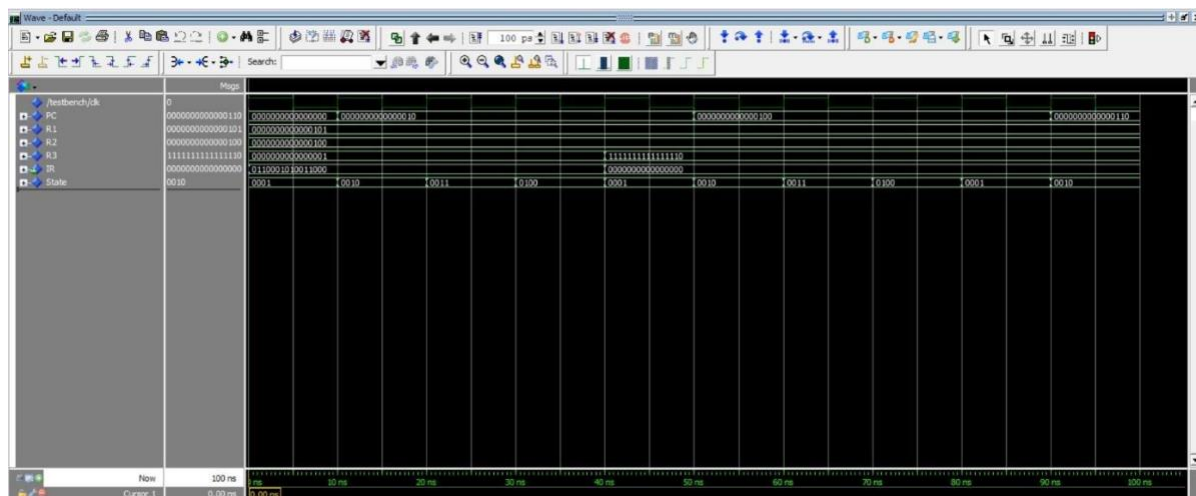 Wave - Default
100 ps
Search:
Msgs
/testbench/clk 0
PC 0000000000000110 0000000000000000 0000000000000010 0000000000000100 0000000000000110
R1 0000000000000101 0000000000000101
R2 0000000000000100 0000000000000100
R3 1111111111111110 0000000000000001 1111111111111110
IR 0000000000000000 0110001010011000 0000000000000000
State 0010 0001 0010 0011 0100 0001 0010 0011 0100 0001 0010
Now 100 ns ns 10 ns 20 ns 30 ns 40 ns 50 ns 60 ns 70 ns 80 ns 90 ns 100 ns
Cursor 1 0.00 ns 0.00 ns